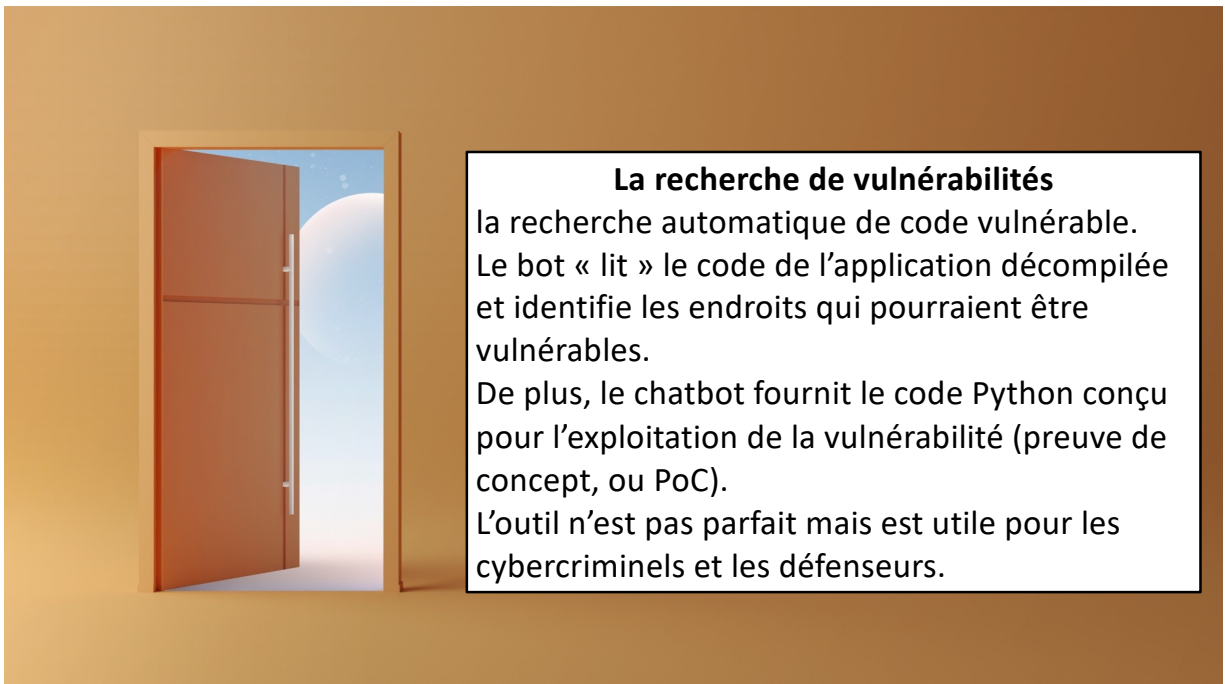 La recherche de vulnérabilités
la recherche automatique de code vulnérable.
Le bot « lit » le code de l’application décompilée
et identifie les endroits qui pourraient être
vulnérables.
De plus, le chatbot fournit le code Python conçu
pour l’exploitation de la vulnérabilité (preuve de
concept, ou PoC).
L’outil n’est pas parfait mais est utile pour les
cybercriminels et les défenseurs.